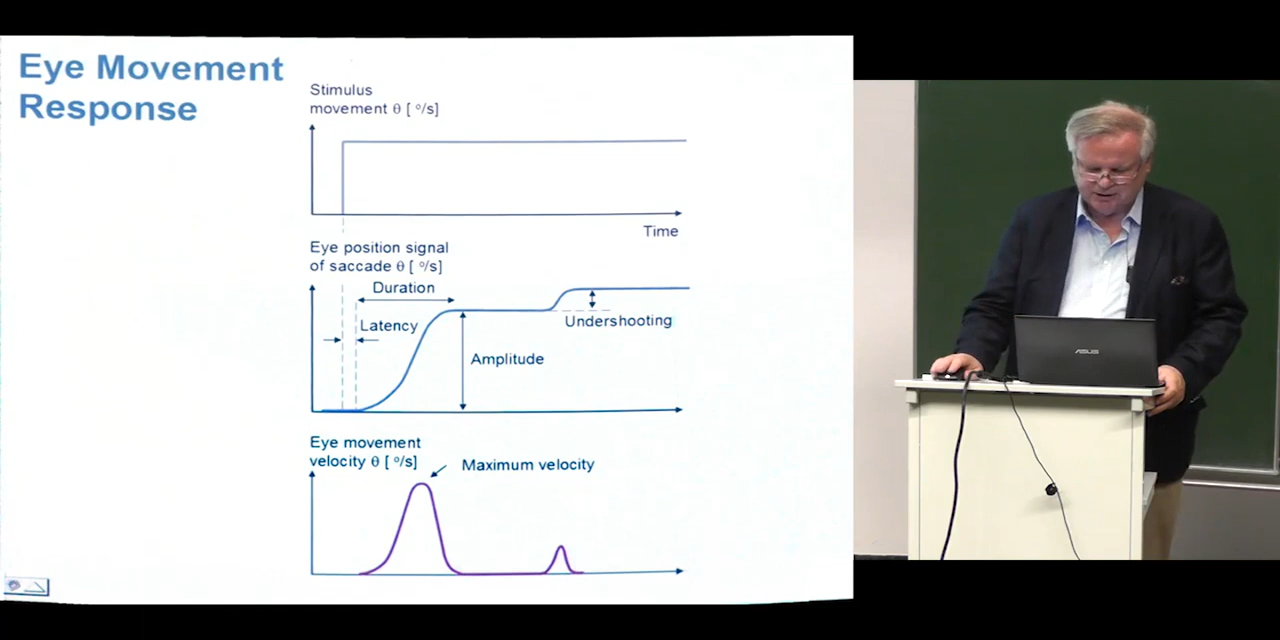 Eye Movement
Response
Stimulus
movement θ [ º/s]
Time
Eye position signal
of saccade θ [ º/s]
Duration
Latency
Undershooting
Amplitude
Eye movement
velocity θ [ º/s]
Maximum velocity
ASUS